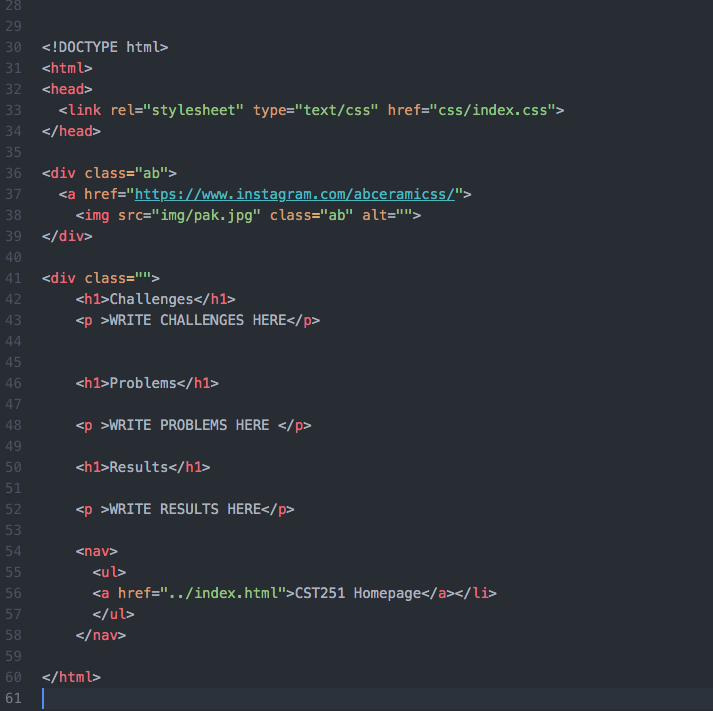 28
29
30 <!DOCTYPE html>
31 <html>
32 <head>
33   <link rel="stylesheet" type="text/css" href="css/index.css">
34 </head>
35
36 <div class="ab">
37   <a href="https://www.instagram.com/abceramicss/">
38     <img src="img/pak.jpg" class="ab" alt="">
39 </div>
40
41 <div class="">
42     <h1>Challenges</h1>
43     <p >WRITE CHALLENGES HERE</p>
44
45
46     <h1>Problems</h1>
47
48     <p >WRITE PROBLEMS HERE </p>
49
50     <h1>Results</h1>
51
52     <p >WRITE RESULTS HERE</p>
53
54     <nav>
55       <ul>
56       <a href="../index.html">CST251 Homepage</a></li>
57       </ul>
58     </nav>
59
60 </html>
61